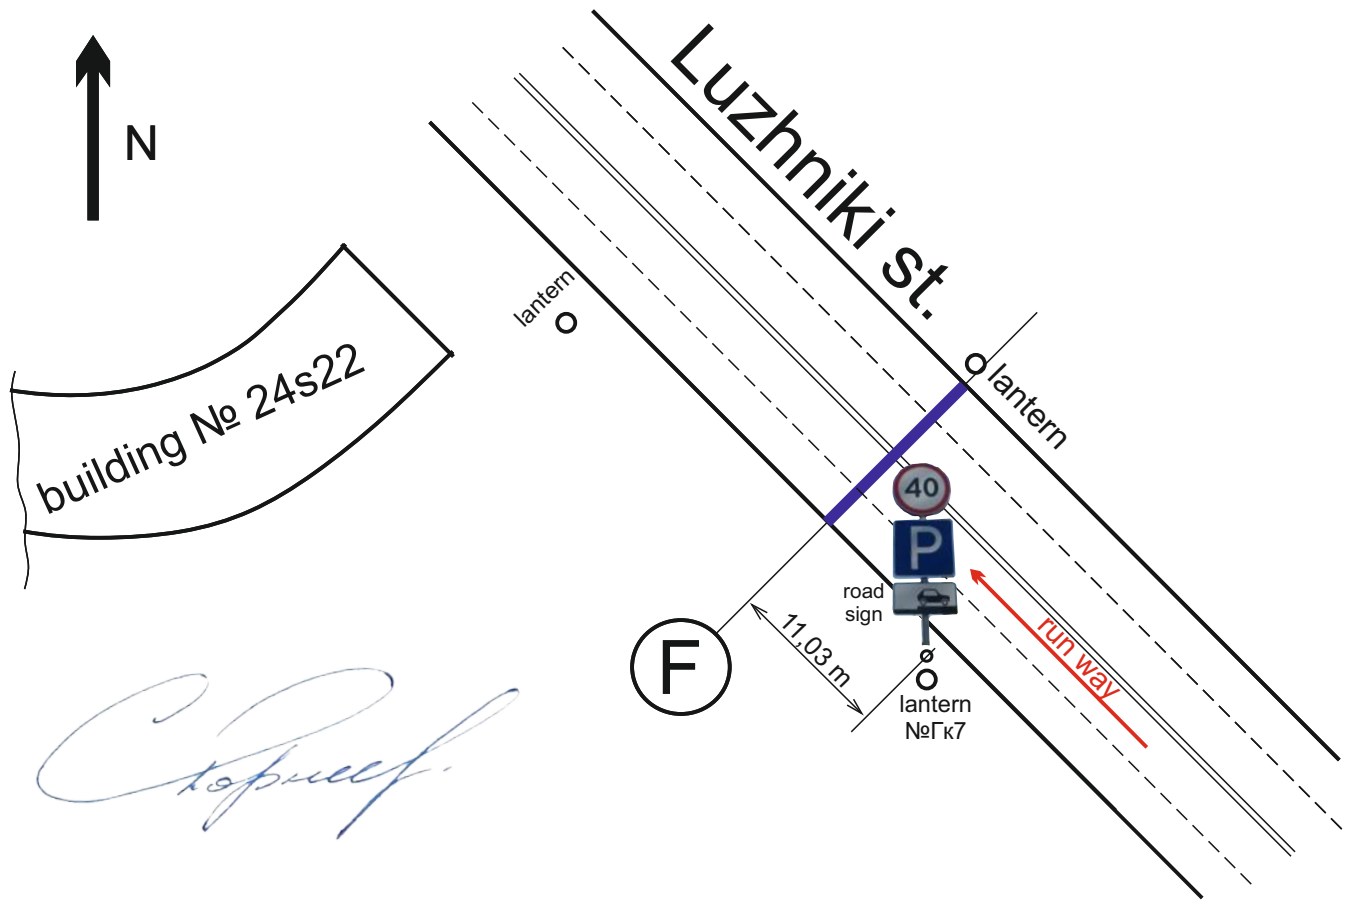 N
Luzhniki st.
lantern
lantern
building № 24s22
40
P
road
sign
run way
11,03 m
F
lantern
№Гк7